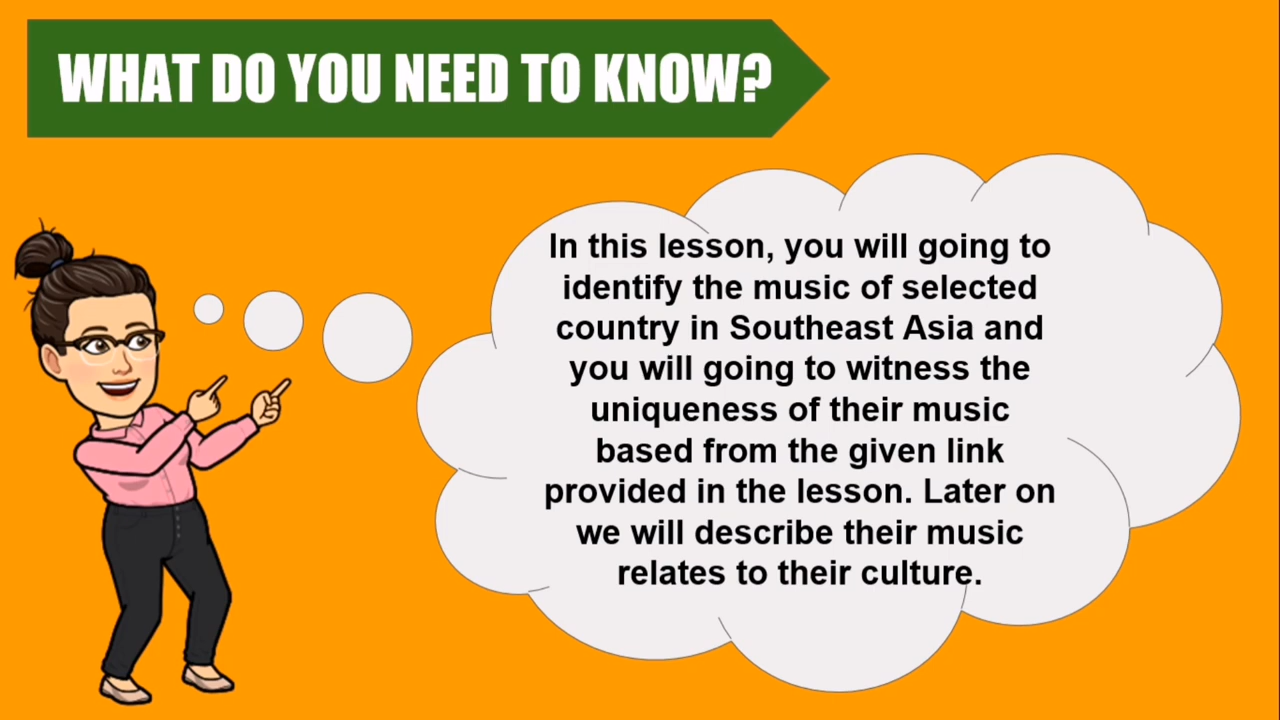 WHAT DO YOU NEED TO KNOW?
In this lesson, you will going to
identify the music of selected
country in Southeast Asia and
you will going to witness the
uniqueness of their music
based from the given link
provided in the lesson. Later on
we will describe their music
relates to their culture.